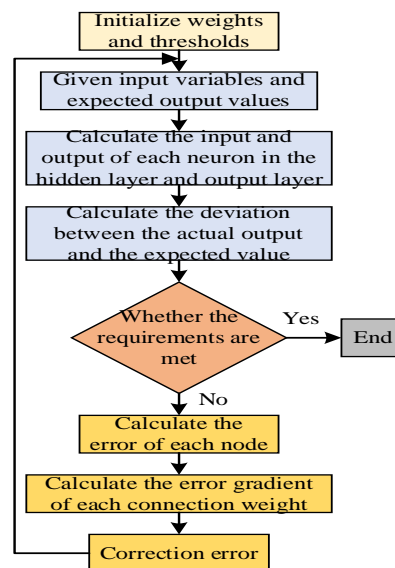 Initialize weights
and thresholds
Given input variables and
expected output values
Calculate the input and
output of each neuron in the
hidden layer and output layer
Calculate the deviation
between the actual output
and the expected value
Whether the
requirements are
met
Yes
End
No
Calculate the
error of each node
Calculate the error gradient
of each connection weight
Correction error